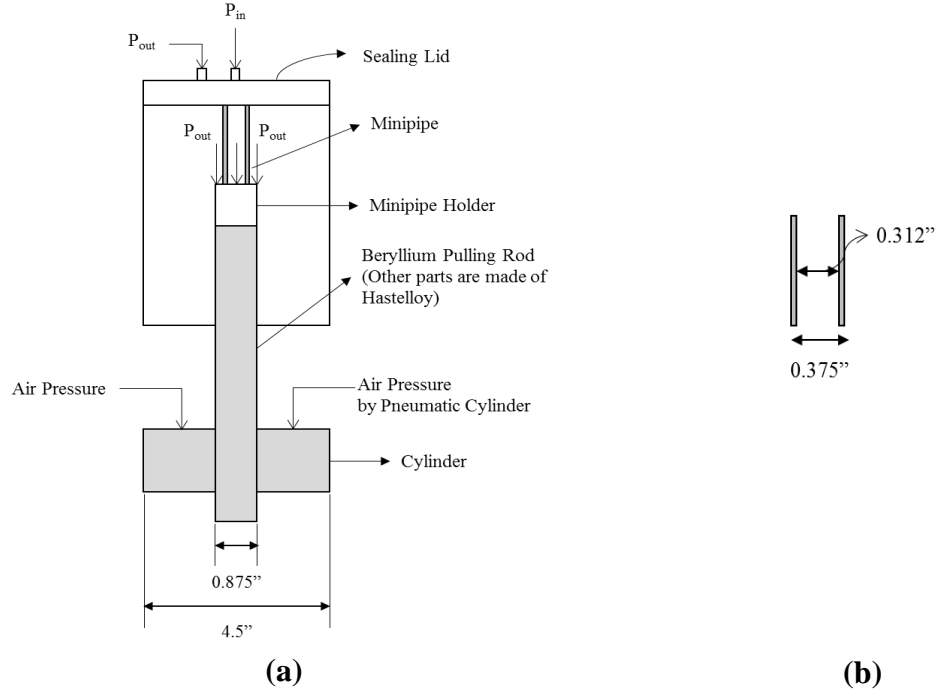 P_in
P_out
Sealing Lid
P_out
P_out
Minipipe
Minipipe Holder
Beryllium Pulling Rod
(Other parts are made of
Hastelloy)
Air Pressure
Air Pressure
by Pneumatic Cylinder
Cylinder
0.875”
4.5”
(a)
0.312”
0.375”
(b)